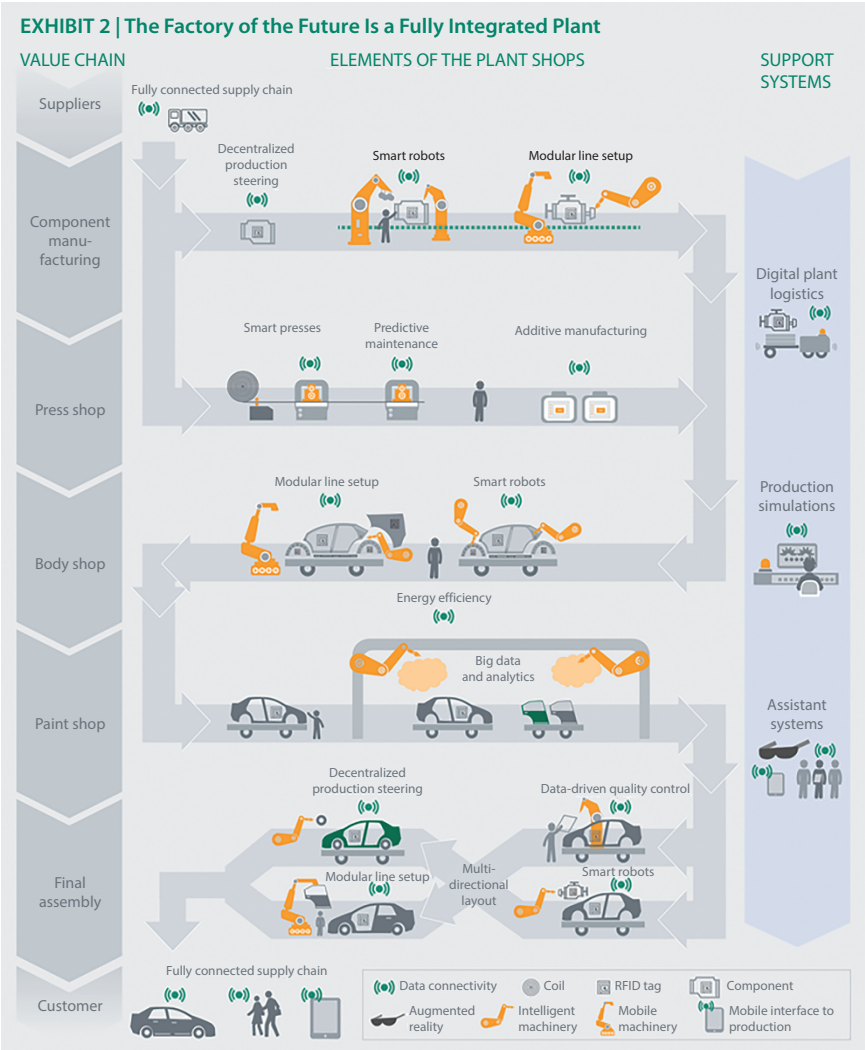 EXHIBIT 2 | The Factory of the Future Is a Fully Integrated Plant
VALUE CHAIN
ELEMENTS OF THE PLANT SHOPS
SUPPORT
SYSTEMS
Suppliers
Fully connected supply chain
Component
manu-
facturing
Decentralized
production
steering
Smart robots
Modular line setup
Digital plant
logistics
Press shop
Smart presses
Predictive
maintenance
Additive manufacturing
Body shop
Modular line setup
Smart robots
Production
simulations
Paint shop
Energy efficiency
Big data
and analytics
Assistant
systems
Final
assembly
Decentralized
production steering
Data-driven quality control
Modular line setup
Multi-
directional
layout
Smart robots
Customer
Fully connected supply chain
Data connectivity
Coil
RFID tag
Component
Augmented
reality
Intelligent
machinery
Mobile
machinery
Mobile interface to
production